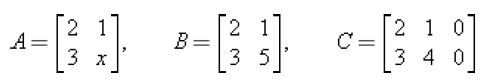 A = [2 1; 3 x], B = [2 1; 3 5], C = [2 1 0; 3 4 0]